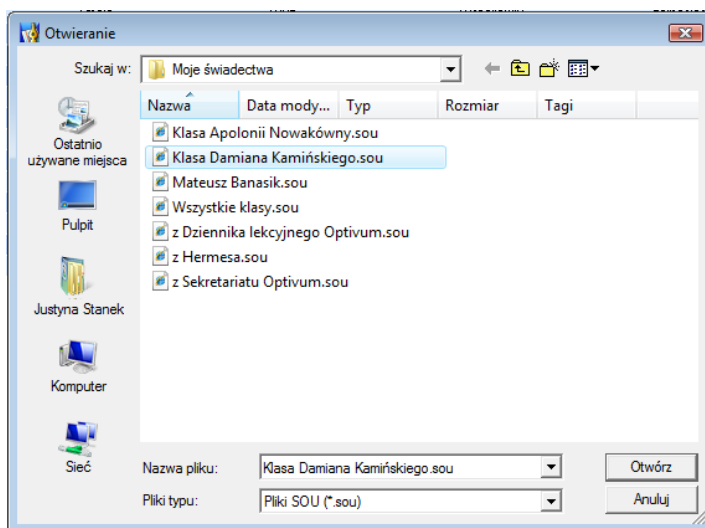 Otwieranie
Szukaj w: Moje świadectwa
Nazwa Data mody... Typ Rozmiar Tagi
Klasa Apolonii Nowakówny.sou
Klasa Damiana Kamińskiego.sou
Mateusz Banasik.sou
Wszystkie klasy.sou
z Dziennika lekcyjnego Optivum.sou
z Hermesa.sou
z Sekretariatu Optivum.sou
Ostatnio
używane miejsca
Pulpit
Justyna Stanek
Komputer
Sieć
Nazwa pliku: Klasa Damiana Kamińskiego.sou Otwórz
Pliki typu: Pliki SOU (*.sou) Anuluj